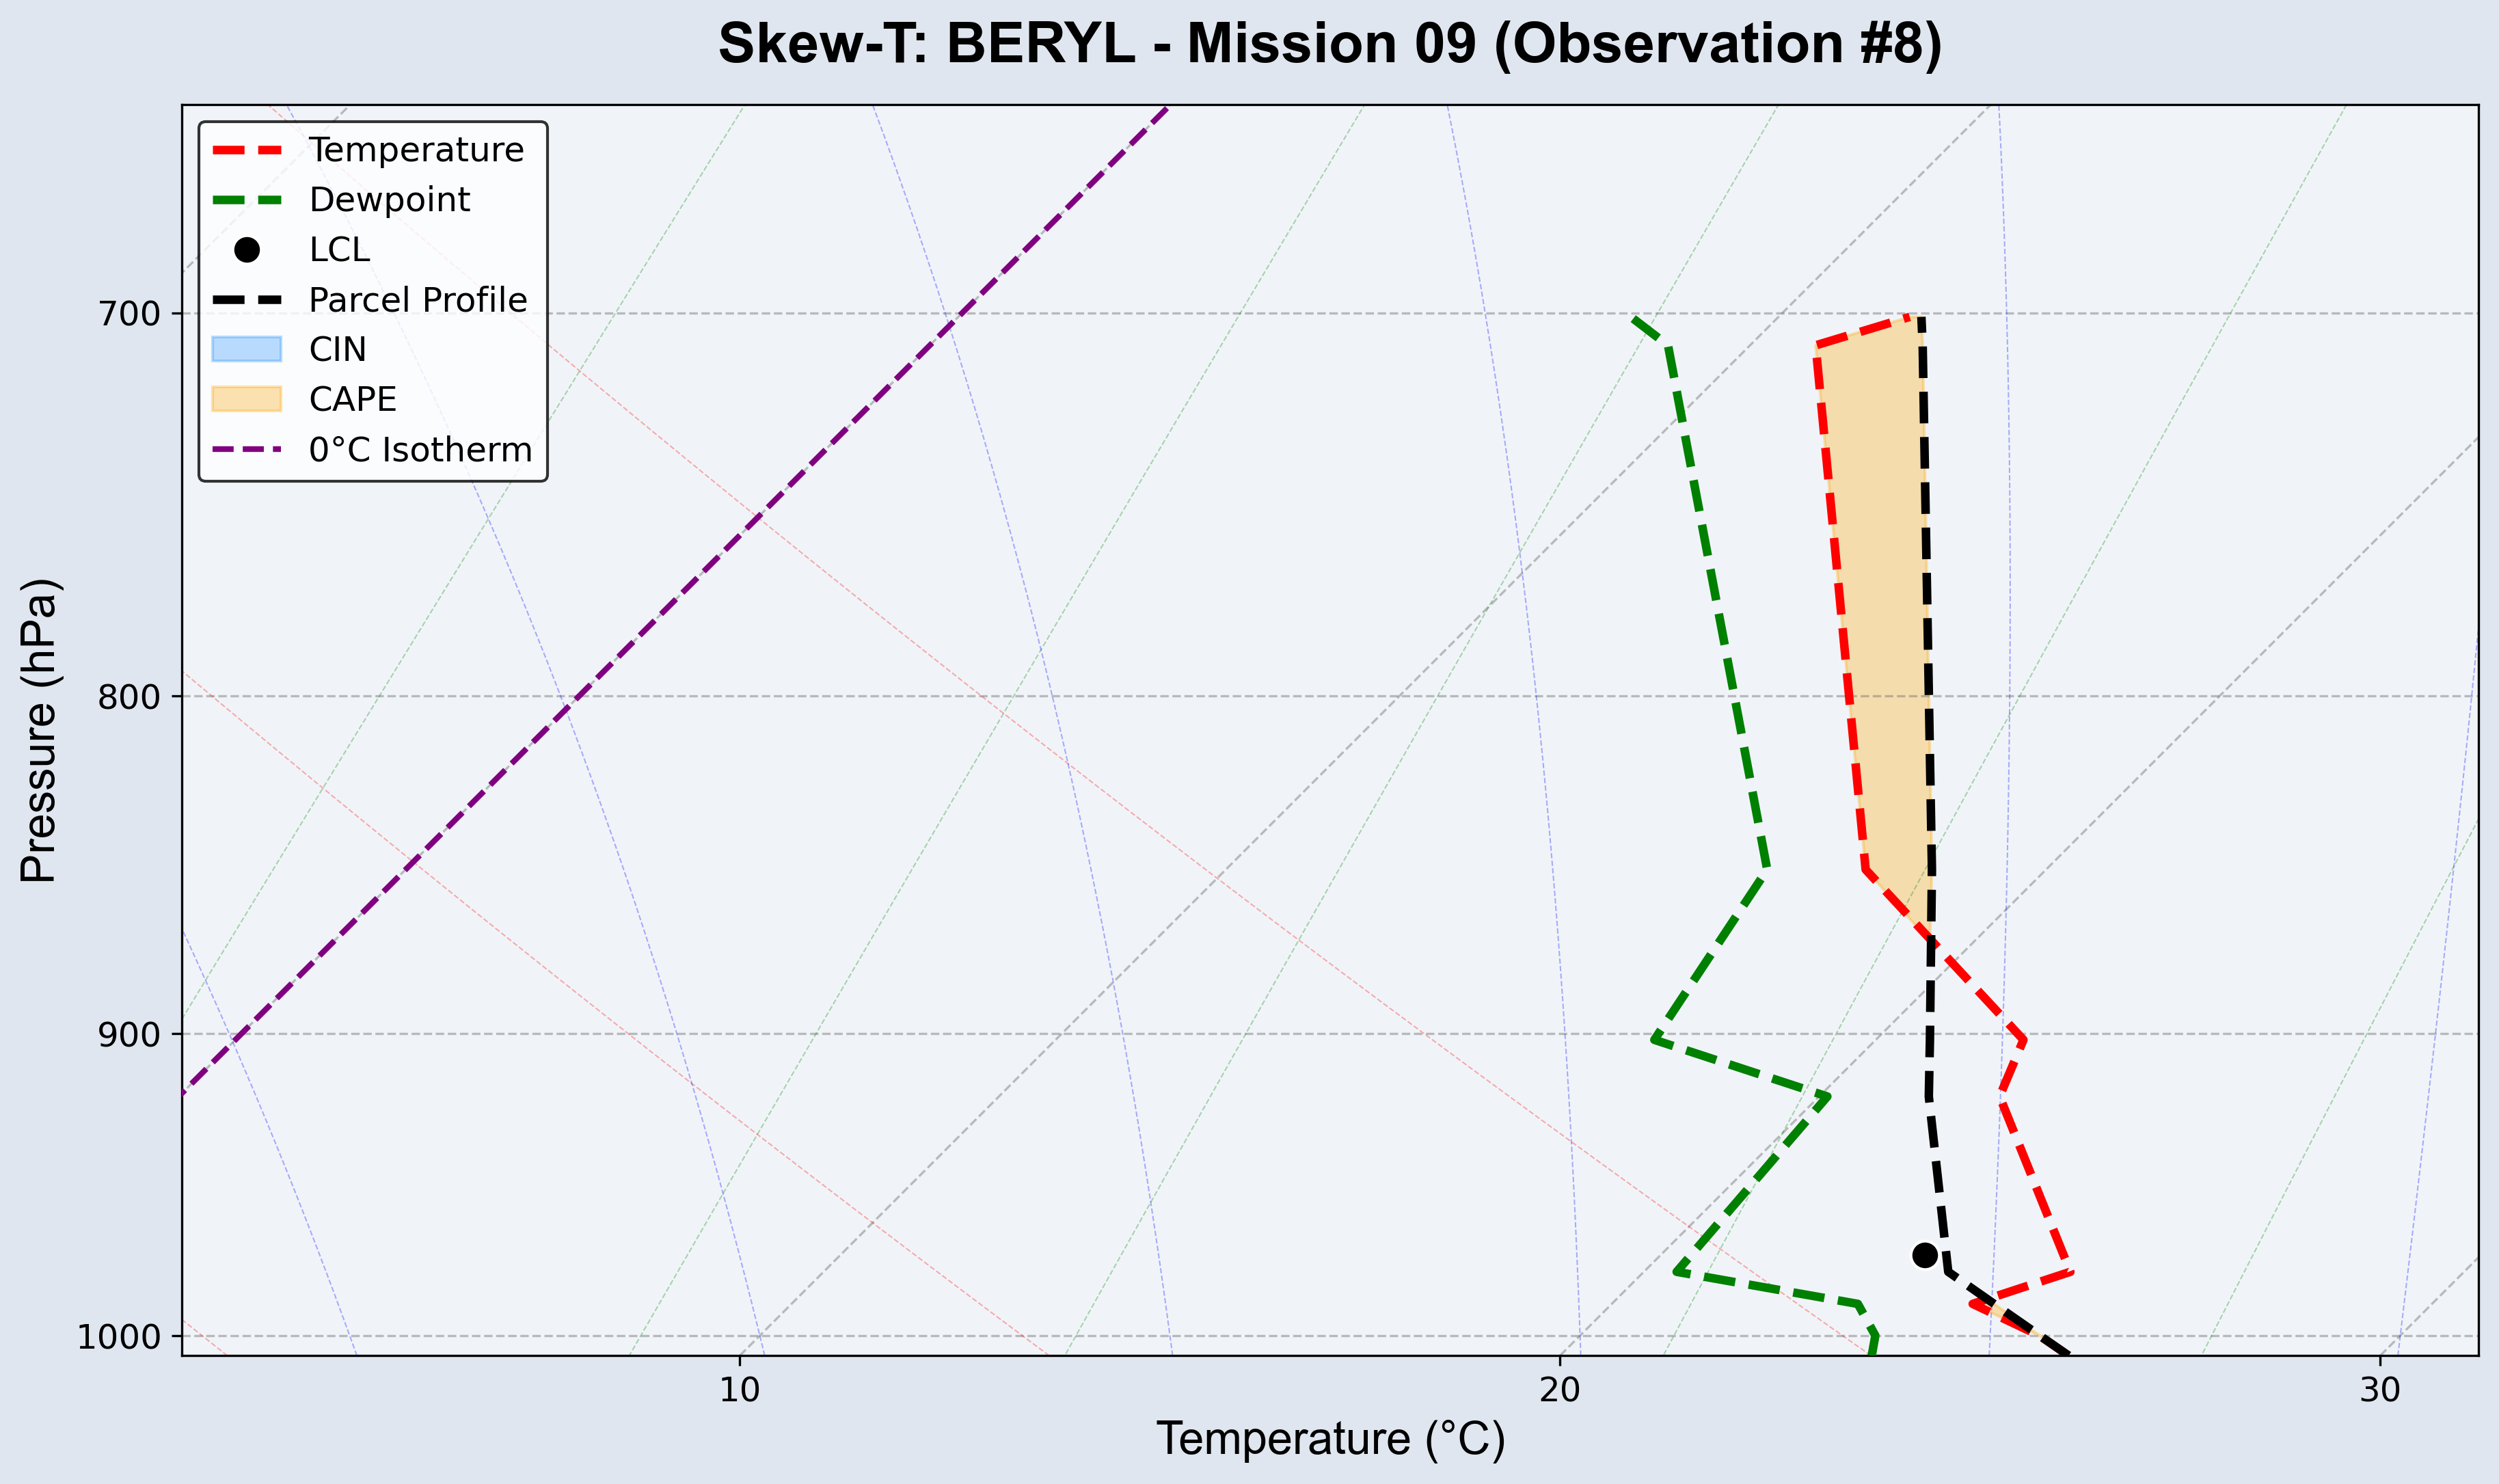 Skew-T: BERYL - Mission 09 (Observation #8)
Temperature
Dewpoint
LCL
Parcel Profile
CIN
CAPE
0°C Isotherm
700
800
900
1000
Pressure (hPa)
10
20
30
Temperature (°C)